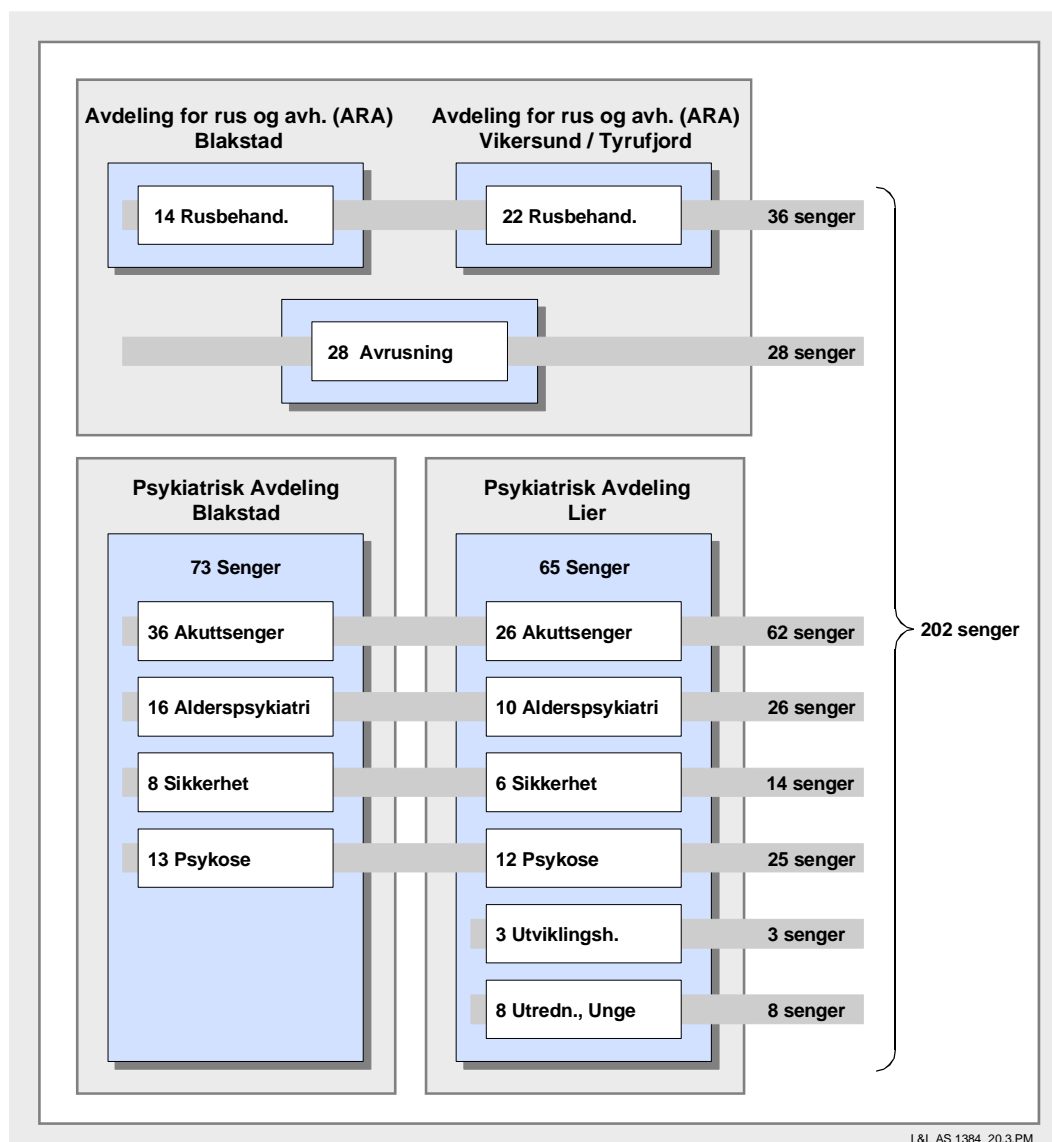 Avdeling for rus og avh. (ARA)
Blakstad
Avdeling for rus og avh. (ARA)
Vikersund / Tyrufjord
14 Rusbehand.
22 Rusbehand.
36 senger
28 Avrusning
28 senger
Psykiatrisk Avdeling
Blakstad
Psykiatrisk Avdeling
Lier
73 Senger
65 Senger
36 Akuttsenger
26 Akuttsenger
62 senger
202 senger
16 Alderspsykiatri
10 Alderspsykiatri
26 senger
8 Sikkerhet
6 Sikkerhet
14 senger
13 Psykose
12 Psykose
25 senger
3 Utviklingsh.
3 senger
8 Utredn., Unge
8 senger
L&L AS 1384_20.3.PM